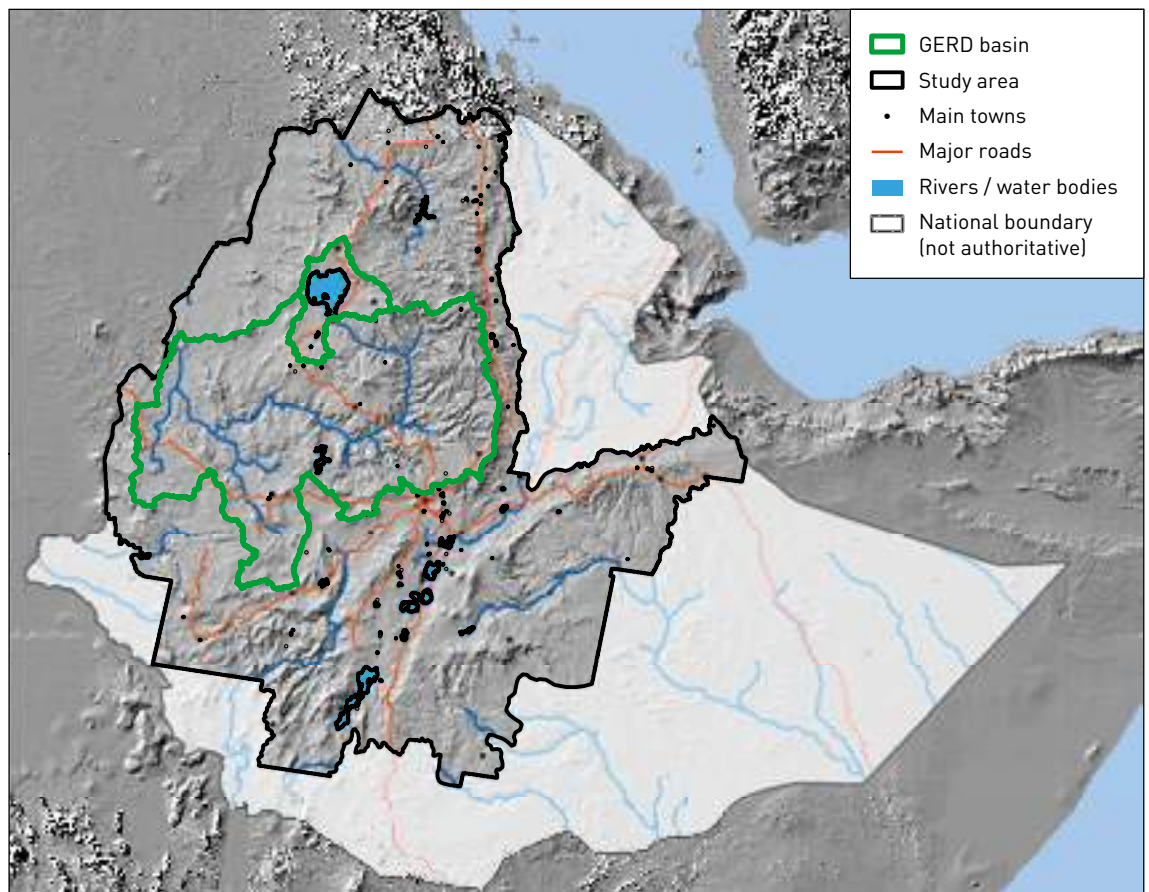 GERD basin
Study area
Main towns
Major roads
Rivers / water bodies
National boundary
(not authoritative)